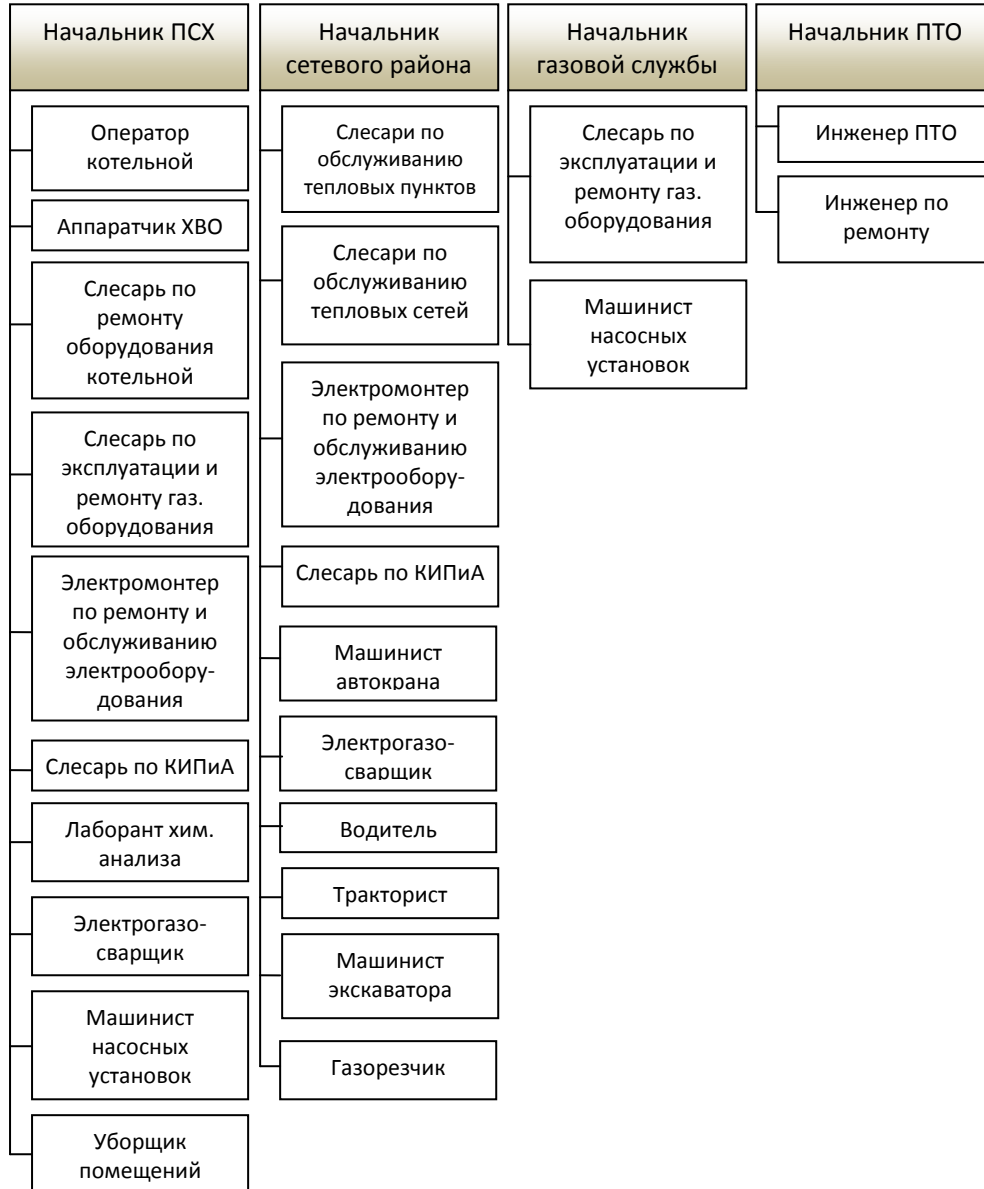 Начальник ПСХ
Оператор
котельной
Аппаратчик ХВО
Слесарь по
ремонту
оборудования
котельной
Слесарь по
эксплуатации и
ремонту газ.
оборудования
Электромонтер
по ремонту и
обслуживанию
электрообору-
дования
Слесарь по КИПиА
Лаборант хим.
анализа
Электрогазо-
сварщик
Машинист
насосных
установок
Уборщик
помещений
Начальник
сетевого района
Слесари по
обслуживанию
тепловых пунктов
Слесари по
обслуживанию
тепловых сетей
Электромонтер
по ремонту и
обслуживанию
электрообору-
дования
Слесарь по КИПиА
Машинист
автокрана
Электрогазо-
сварщик
Водитель
Тракторист
Машинист
экскаватора
Газорезчик
Начальник
газовой службы
Слесарь по
эксплуатации и
ремонту газ.
оборудования
Машинист
насосных
установок
Начальник ПТО
Инженер ПТО
Инженер по
ремонту